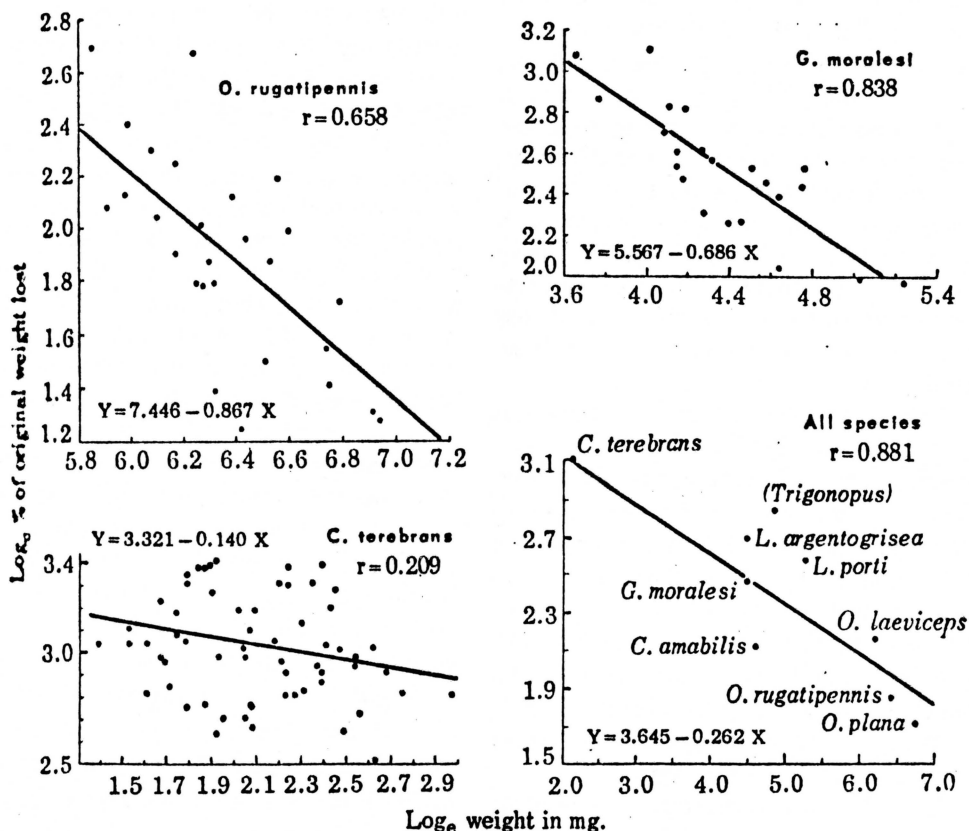 2.8
2.6
2.4
2.2
2.0
1.8
1.6
1.4
1.2
O. rugatipennis
r=0.658
Y=7.446-0.867 X
5.8 6.0 6.2 6.4 6.6 6.8 7.0 7.2
3.2
3.0
2.8
2.6
2.4
2.2
2.0
G. moralesi
r=0.838
Y=5.567-0.686 X
3.6 4.0 4.4 4.8 5.4
Y=3.321-0.140 X
C. terebrans
r=0.209
3.4
3.0
2.5
1.5 1.7 1.9 2.1 2.3 2.5 2.7 2.9
All species
r=0.881
3.1
2.7
2.3
1.9
1.5
C. terebrans
(Trigonopus)
L. argentogrisea
L. porti
G. moralesi
O. laeviceps
C. amabilis
O. rugatipennis
O. plana
Y=3.645-0.262 X
2.0 3.0 4.0 5.0 6.0 7.0
% of original weight lost
Logₑ weight in mg.